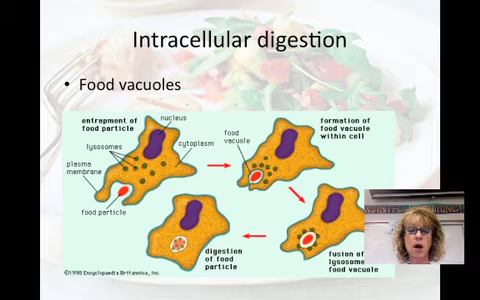 Intracellular digestion
• Food vacuoles
entrapment of
food particle
nucleus
lysosomes
cytoplasm
plasma
membrane
food particle
formation of
food vacuole
within cell
food
vacuole
fusion of
lysosome
food vacuole
digestion
of food
particle
©1998 Encyclopaedia Britannica, Inc.